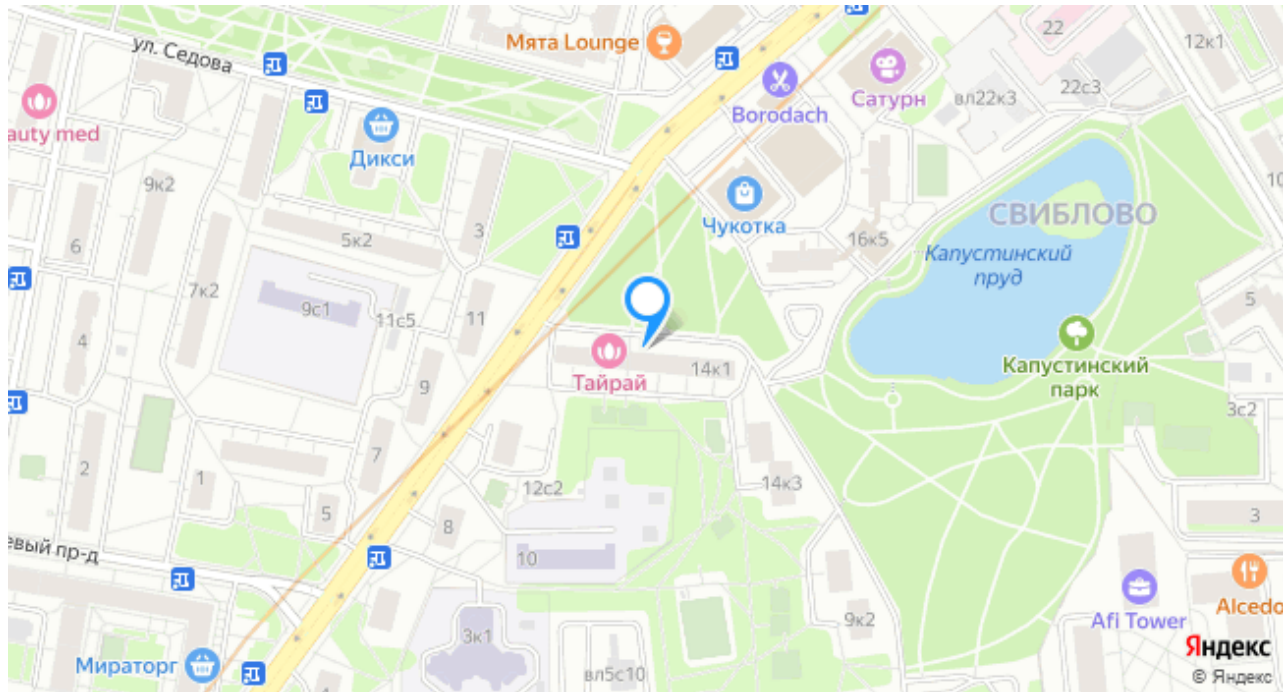 Мята Lounge
22
12к1
ул. Седова
Сатурн
22с3
вл22к3
auty med
Borodach
Дикси
9к2
10
Чукотка
СВИБЛОВО
3
16к5
6
5к2
Капустинский
пруд
7к2
5
9с1
11с5
11
4
Тайрай
14к1
Капустинский
парк
9
3с2
7
2
1
12с2
14к3
5
8
3
евый пр-д
10
Alcedo
Afi Tower
9к2
3к1
Мираторг
Яндекс
вл5с10
© Яндекс
4